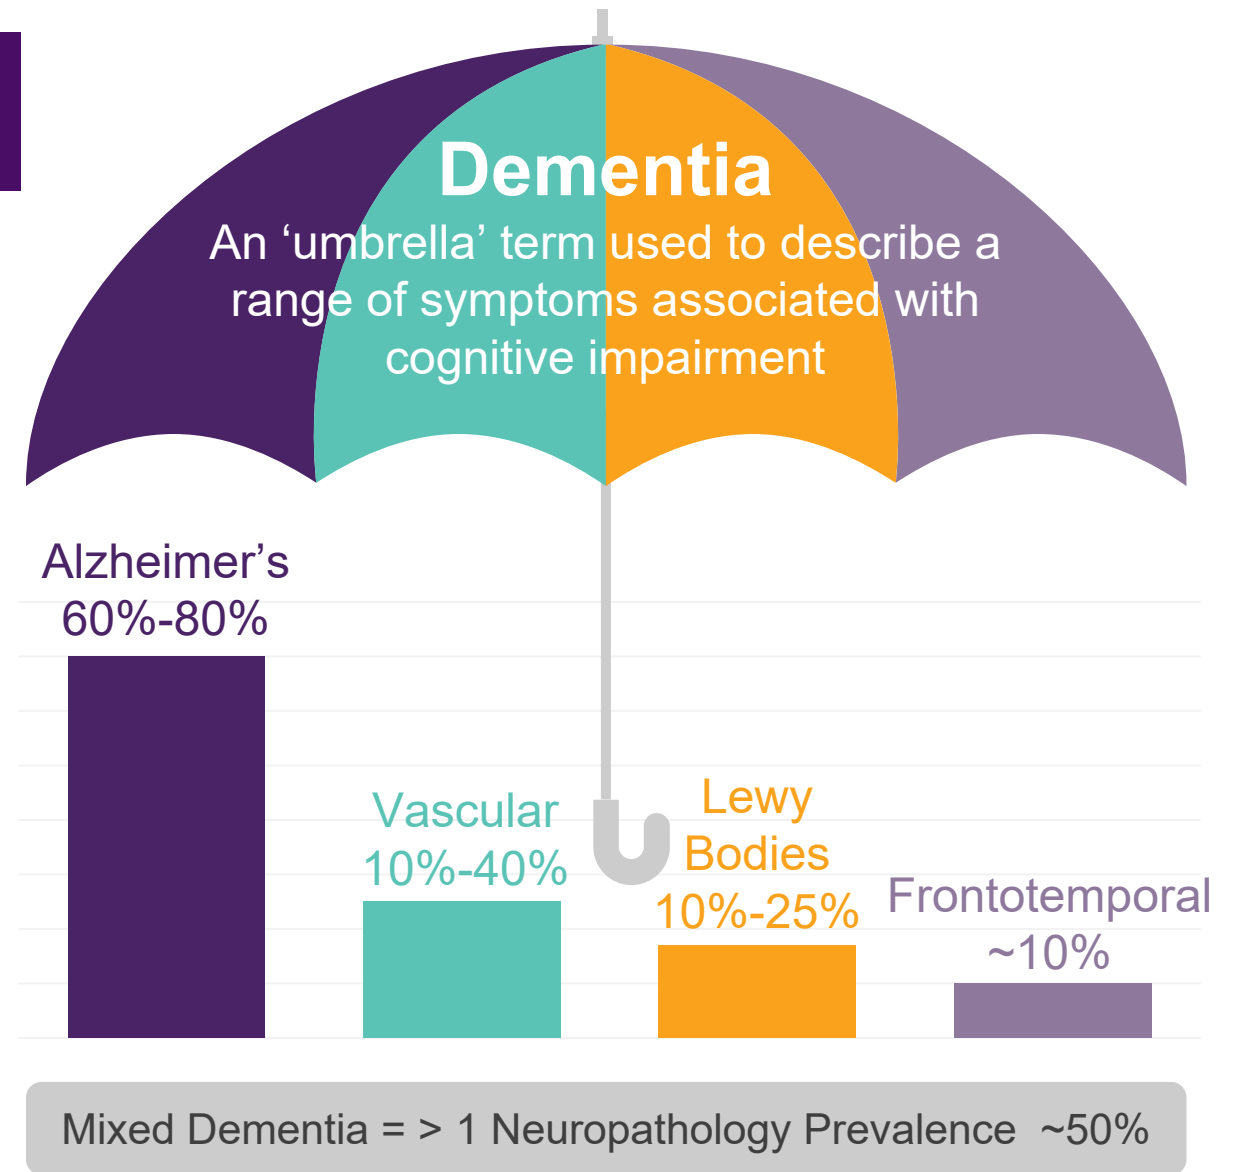 Dementia
An ‘umbrella’ term used to describe a
range of symptoms associated with
cognitive impairment
Alzheimer’s
60%-80%
Vascular
10%-40%
Lewy
Bodies
10%-25%
Frontotemporal
~10%
Mixed Dementia = > 1 Neuropathology Prevalence ~50%